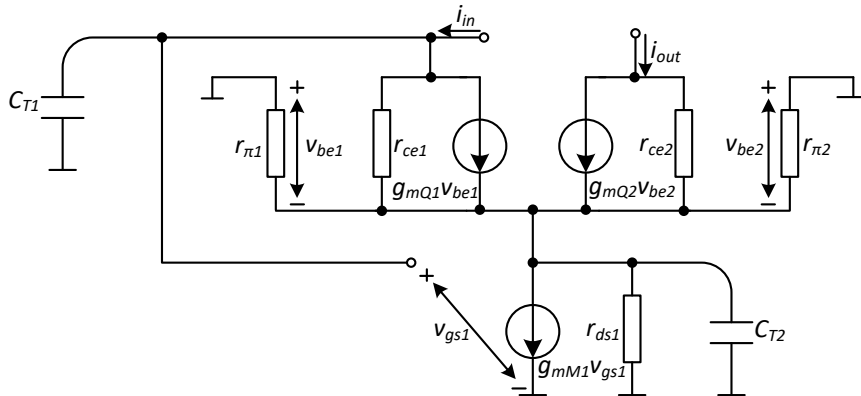 i_in
i_out
C_T1
+
+
r_π1
v_be1
r_ce1
r_ce2
v_be2
r_π2
g_mQ1v_be1
g_mQ2v_be2
−
−
+
v_gs1
r_ds1
C_T2
g_mM1v_gs1
−